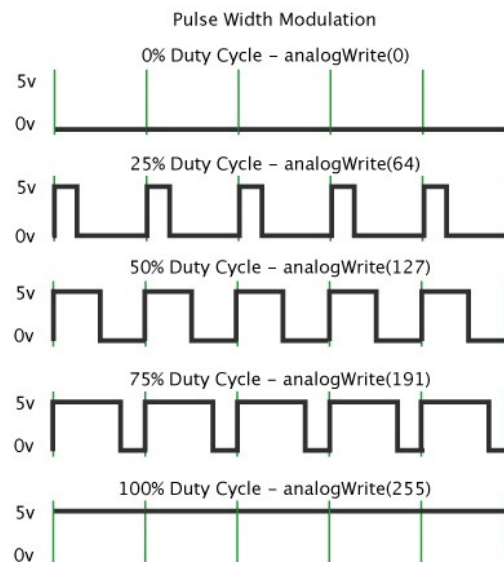 Pulse Width Modulation
0% Duty Cycle – analogWrite(0)
5v
0v
25% Duty Cycle – analogWrite(64)
5v
0v
50% Duty Cycle – analogWrite(127)
5v
0v
75% Duty Cycle – analogWrite(191)
5v
0v
100% Duty Cycle – analogWrite(255)
5v
0v